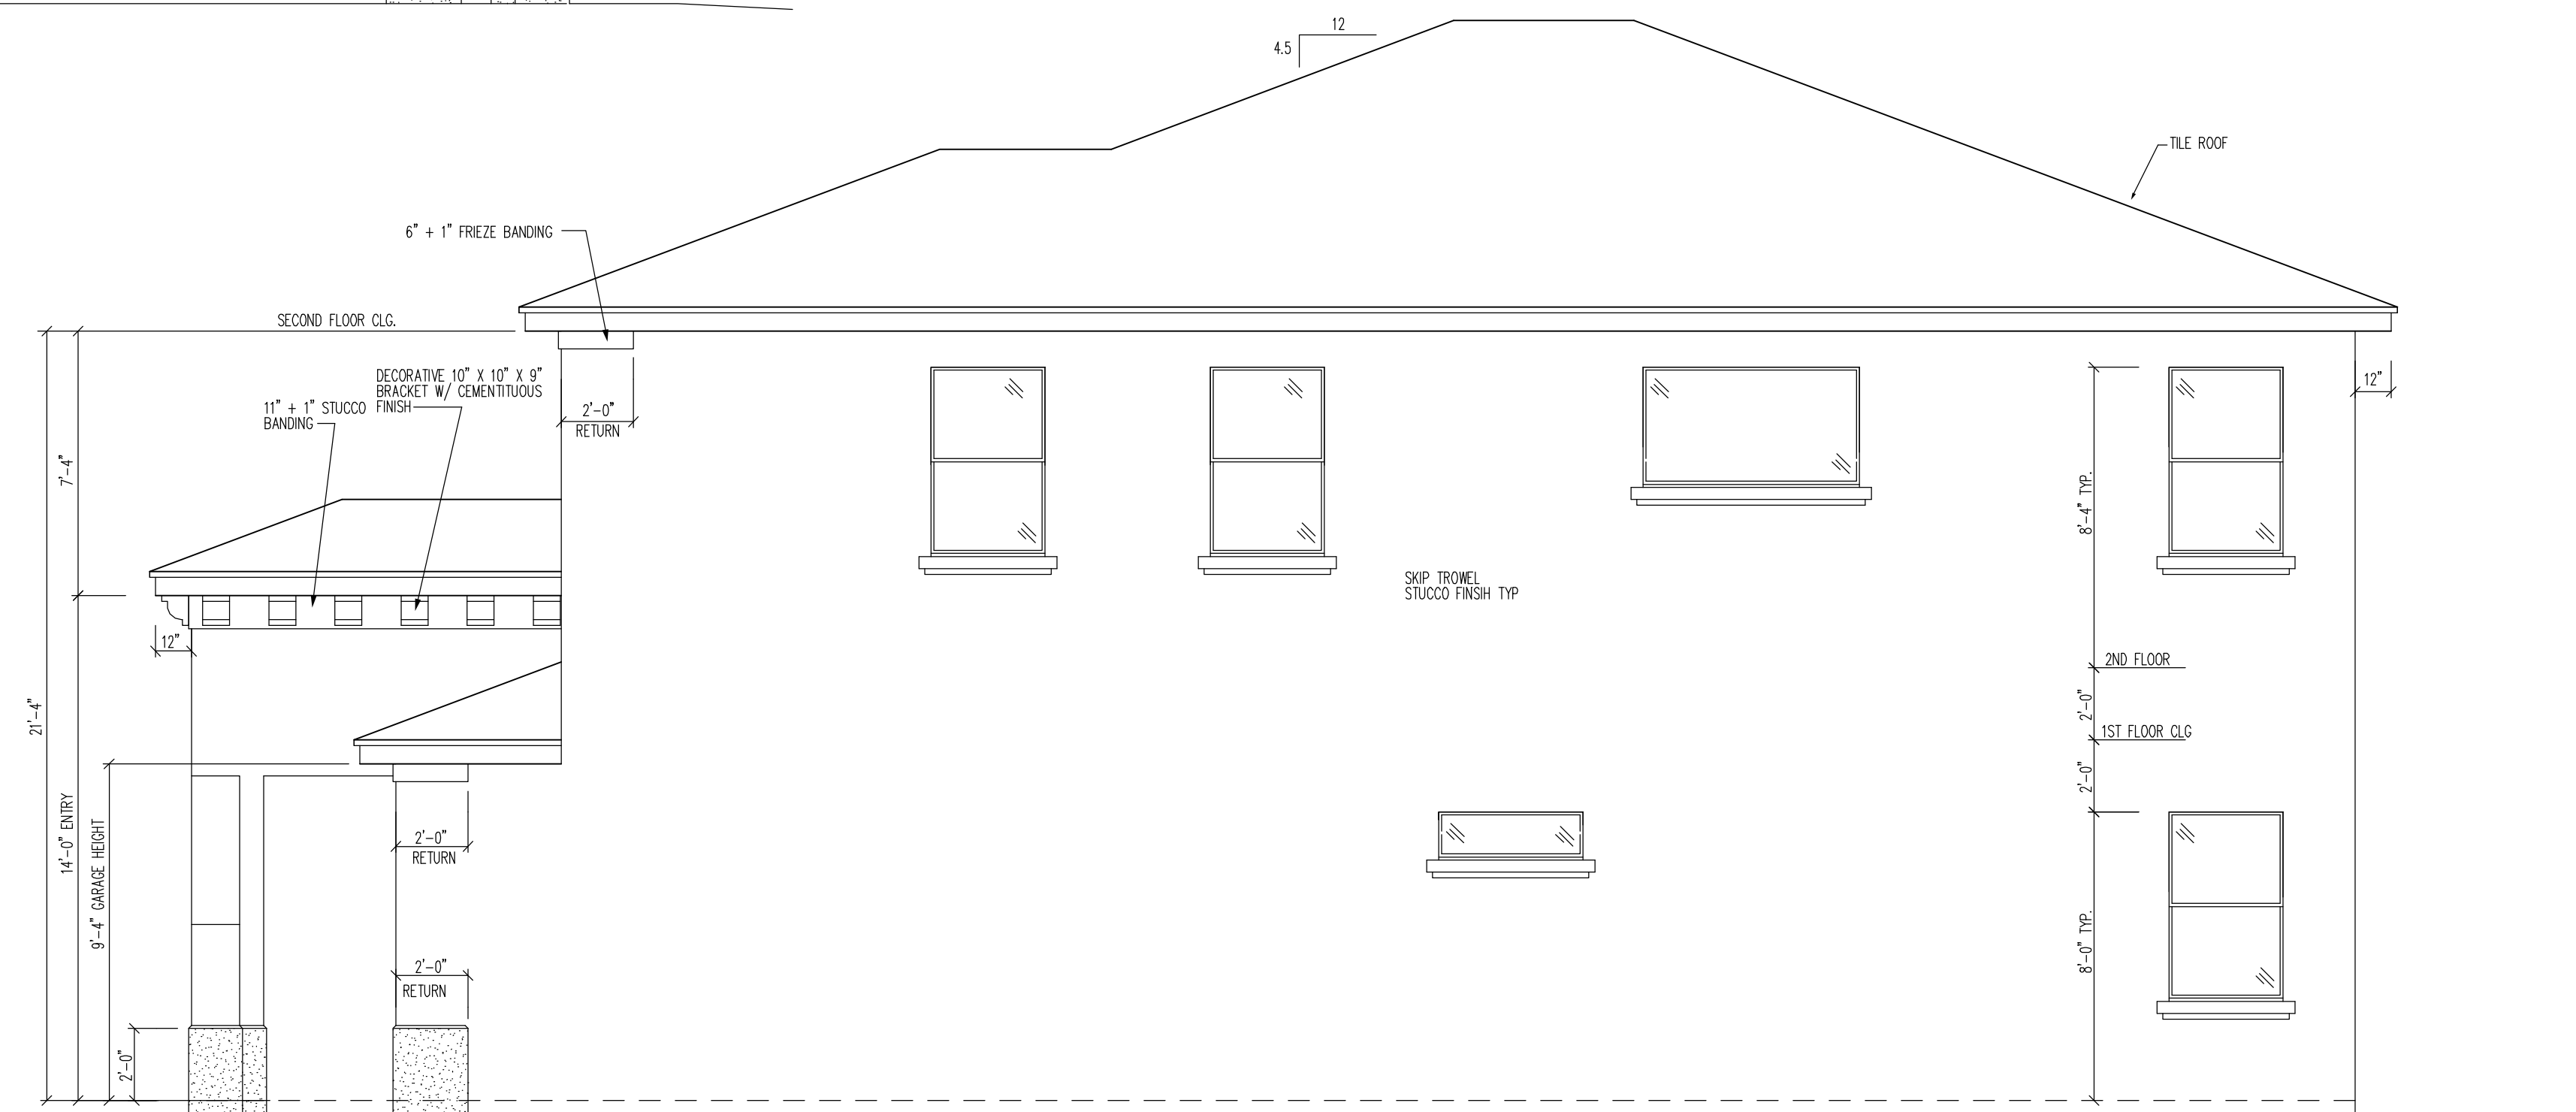 12
4.5
TILE ROOF
6" + 1" FRIEZE BANDING
SECOND FLOOR CLG.
DECORATIVE 10" X 10" X 9"
BRACKET W/ CEMENTITUOUS
FINISH
11" + 1" STUCCO
BANDING
2'-0"
RETURN
12"
7'-4"
8'-4" TYP.
SKIP TROWEL
STUCCO FINSIH TYP
12"
2ND FLOOR
2'-0"
21'-4"
1ST FLOOR CLG
2'-0"
14'-0" ENTRY
9'-4" GARAGE HEIGHT
2'-0"
RETURN
8'-0" TYP.
2'-0"
RETURN
2'-0"